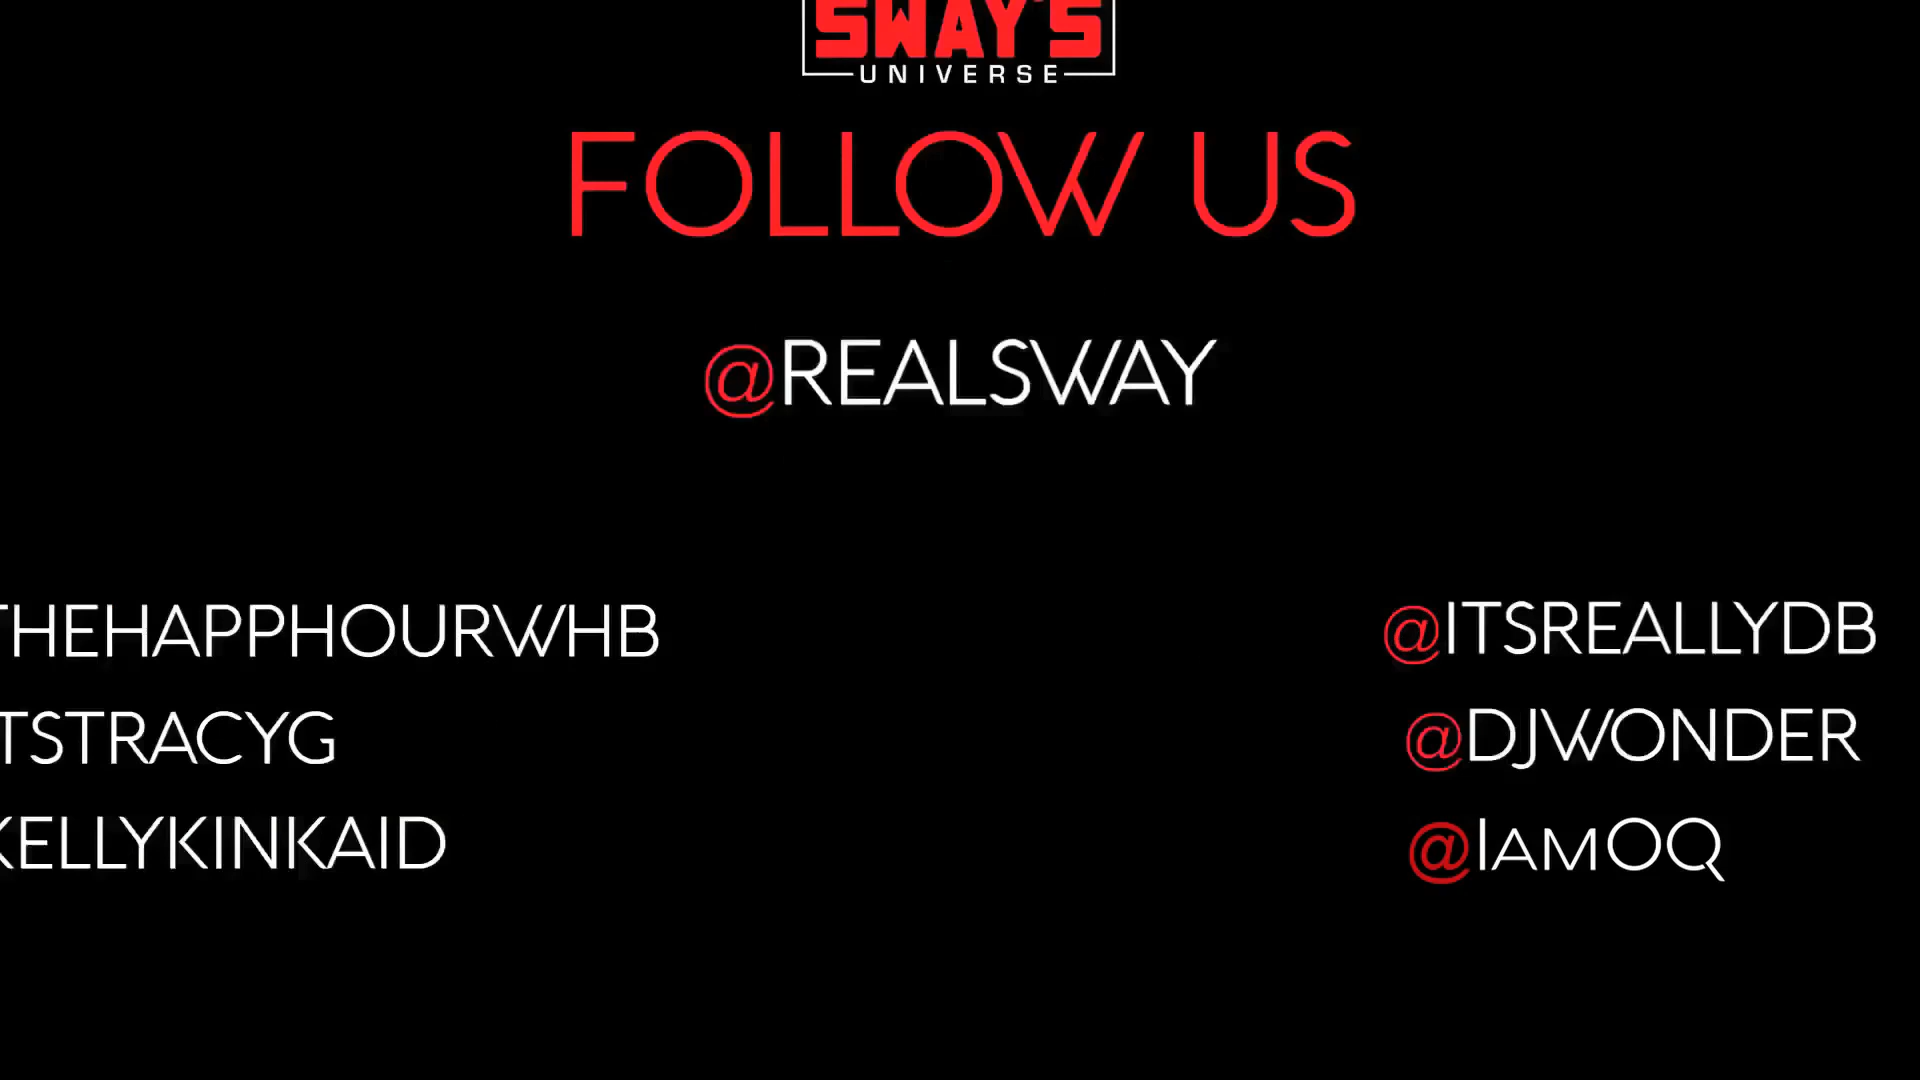 SWAY'S
UNIVERSE
FOLLOW US
@REALSWAY
THEHAPPHOURWHB
@ITSREALLYDB
TSTRACYG
@DJWONDER
KELLYKINKAID
@IAMOQ